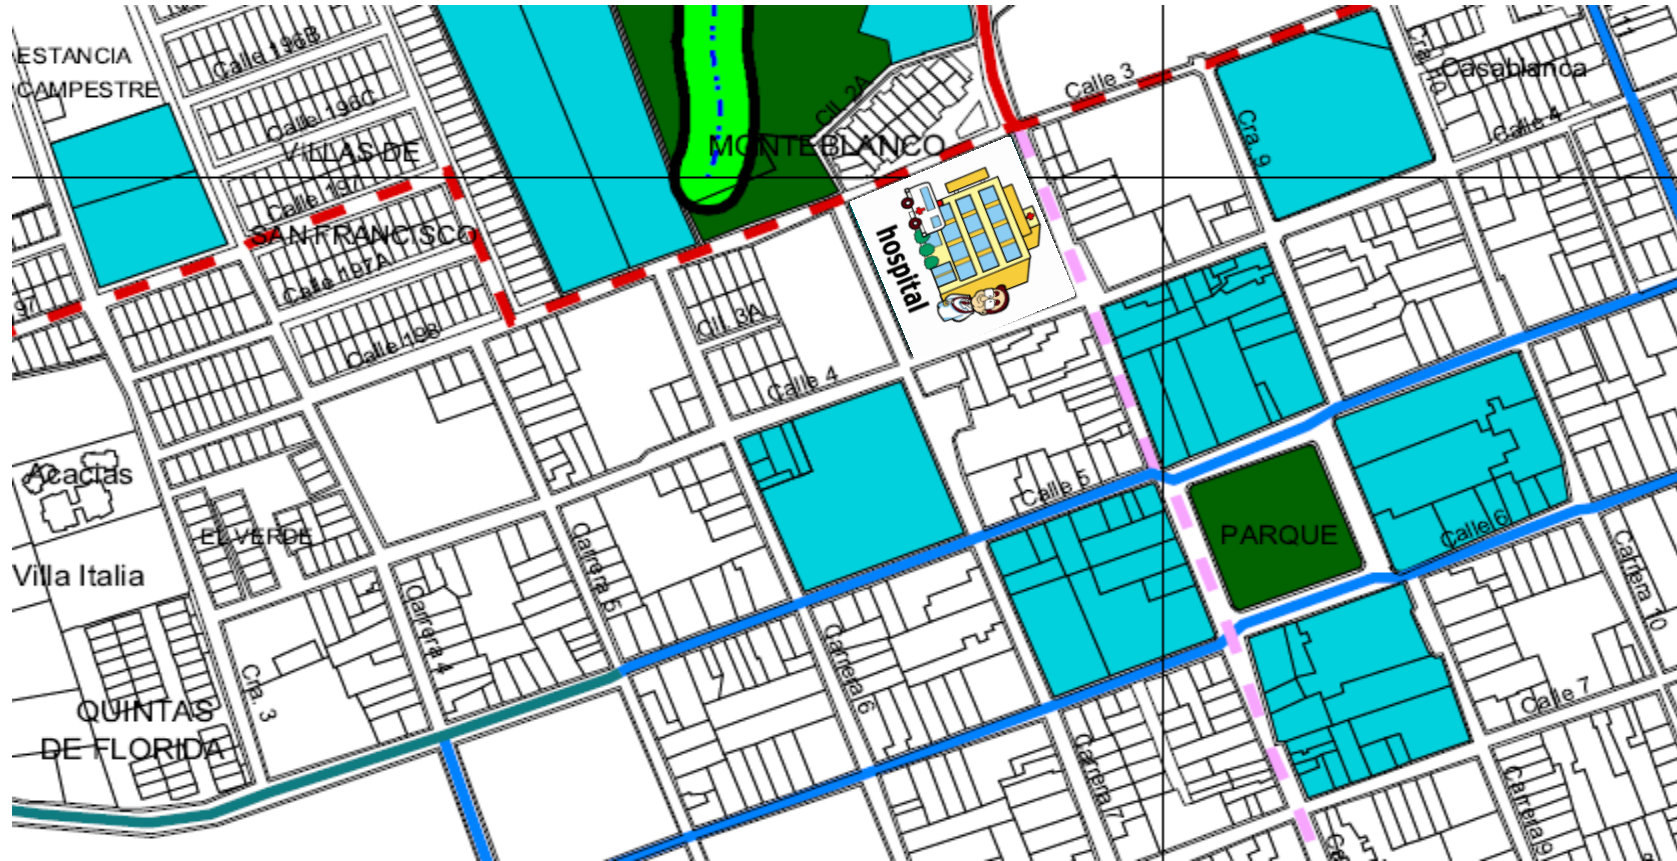 ESTANCIA
CAMPESTRE
Calle 196B
Calle 196C
VILLAS DE
Calle 197
SAN FRANCISCO
Calle 197A
Calle 198
97
MONTEBLANCO
Cll. 2A
Calle 3
Cra. 9
Cra. 10
Casablanca
Calle 4
hospital
Cll. 3A
Calle 4
Acacias
EL VERDE
Villa Italia
Carrera 5
Calle 5
PARQUE
Calle 6
Carrera 10
Carrera 4
Cra. 3
Carrera 6
QUINTAS
DE FLORIDA
Calle 7
Carrera 7
Carrera 9